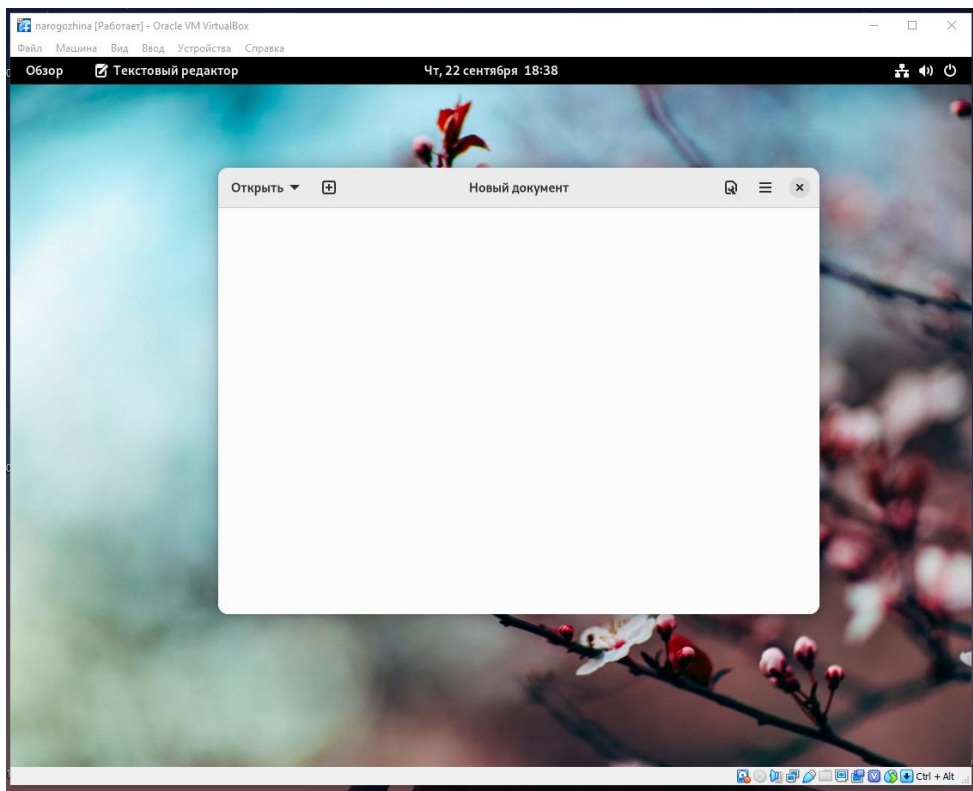 narogozhina [Работает] - Oracle VM VirtualBox
Файл Машина Вид Ввод Устройства Справка
Обзор Текстовый редактор Чт, 22 сентября 18:38
Открыть Новый документ
Ctrl + Alt